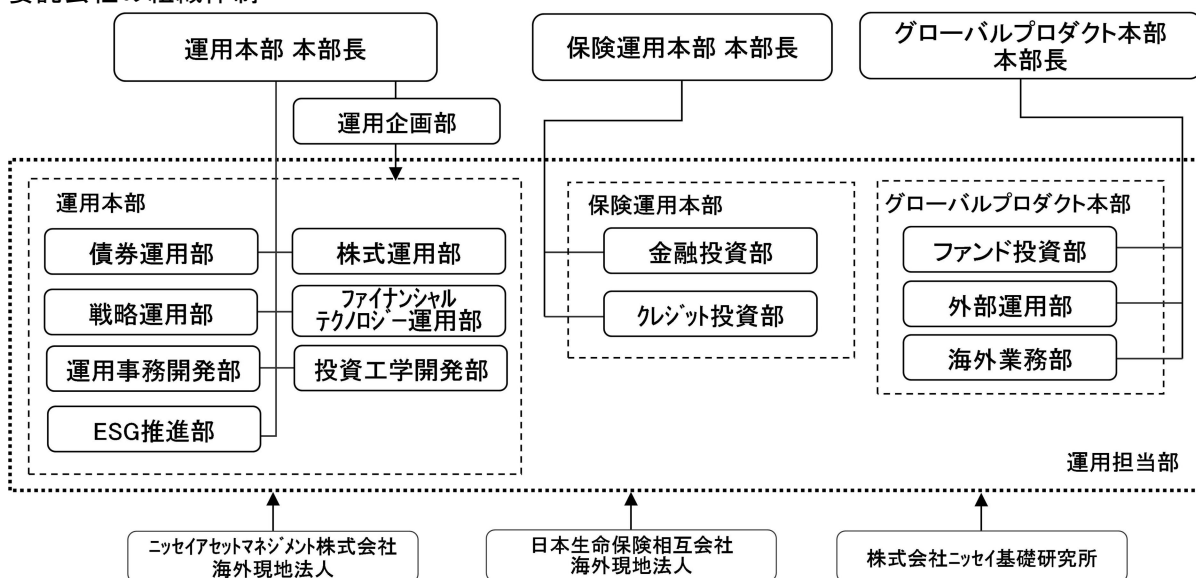 運用本部 本部長
保険運用本部 本部長
グローバルプロダクト本部
本部長
運用企画部
運用本部
債券運用部
株式運用部
戦略運用部
ファイナンシャル
テクノロジー運用部
運用事務開発部
投資工学開発部
ESG推進部
保険運用本部
金融投資部
クレジット投資部
グローバルプロダクト本部
ファンド投資部
外部運用部
海外業務部
運用担当部
ニッセイアセットマネジメント株式会社
海外現地法人
日本生命保険相互会社
海外現地法人
株式会社ニッセイ基礎研究所